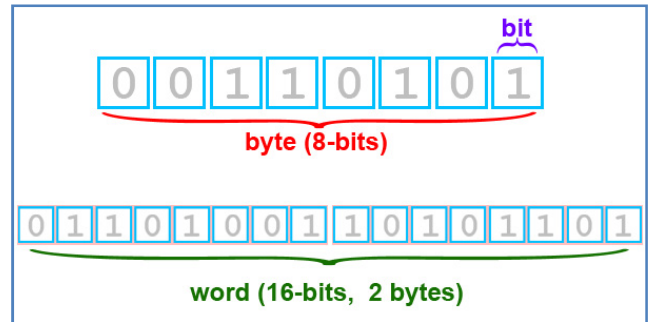 bit
0 0 1 1 0 1 0 1
byte (8-bits)
0 1 1 0 1 0 0 1 1 0 1 0 1 1 0 1
word (16-bits, 2 bytes)